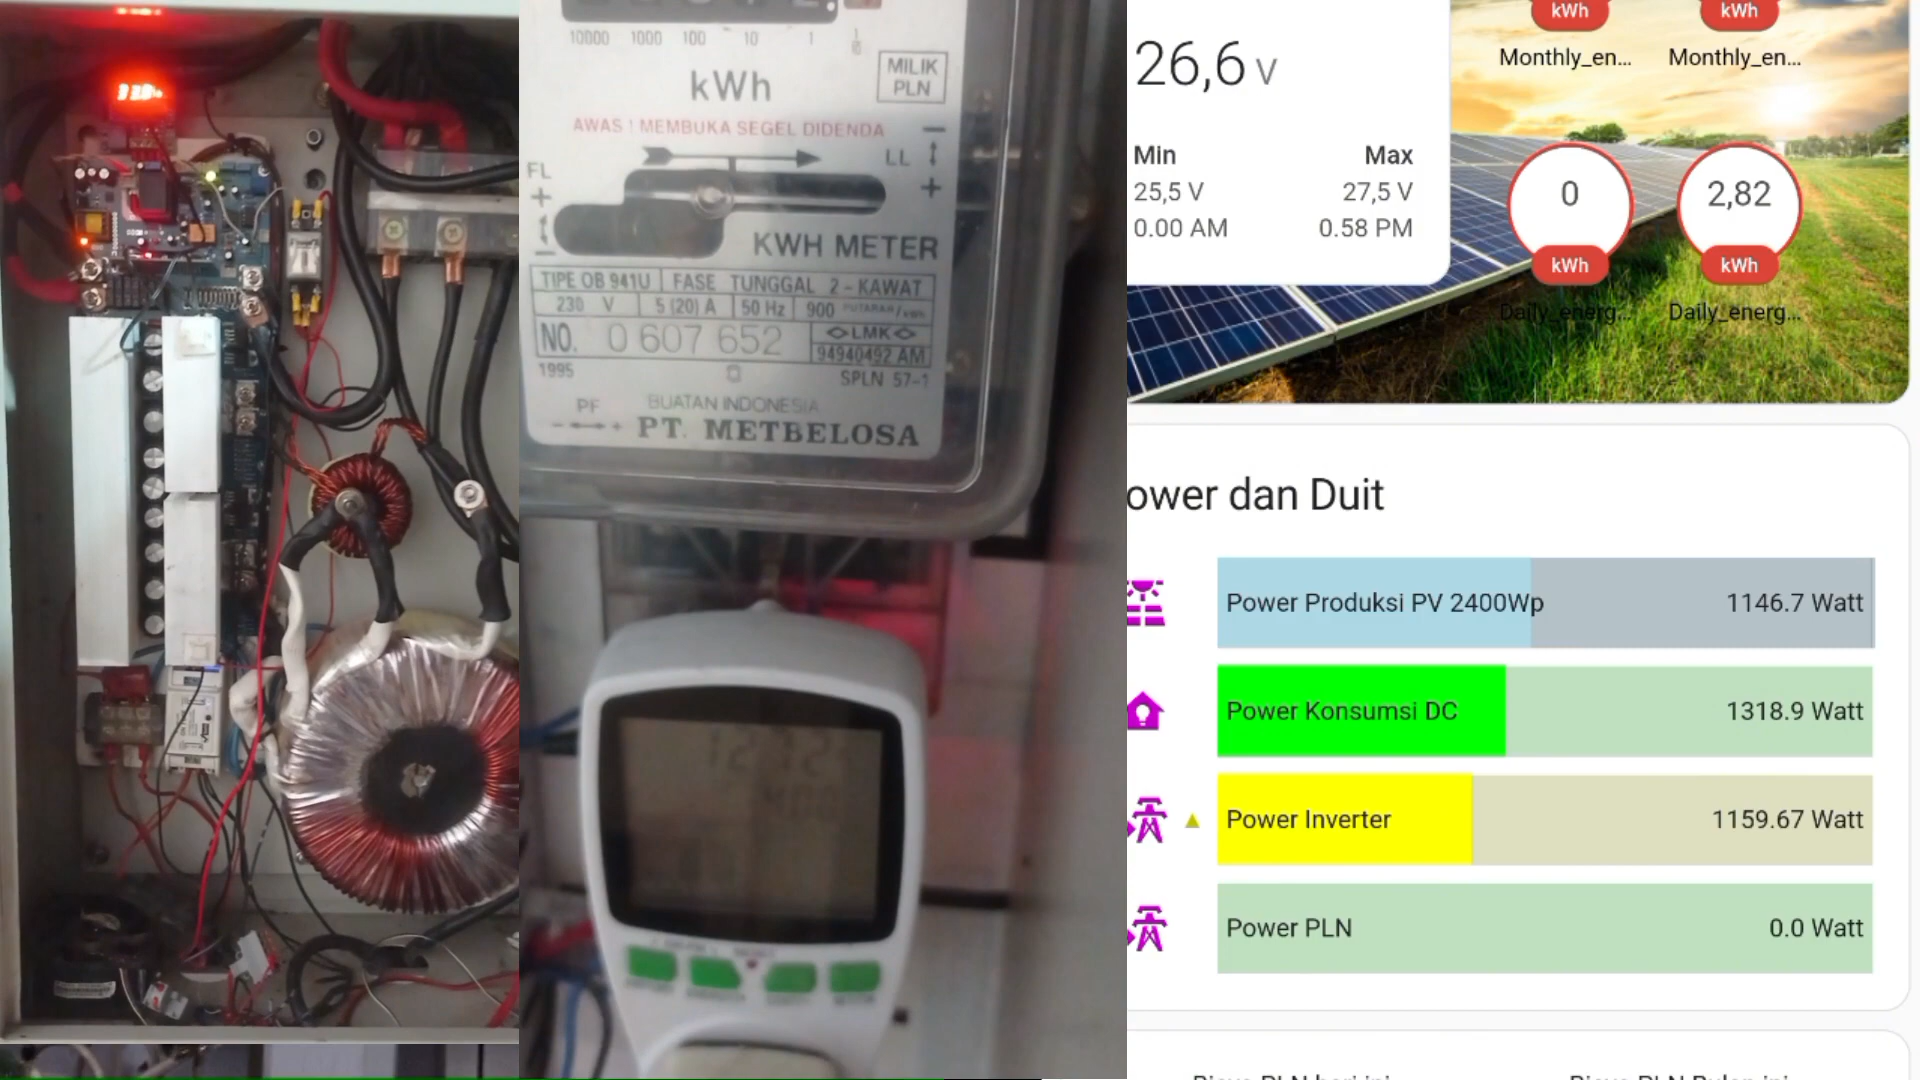 10000 1000 100 10 1
kWh
MILIK
PLN
AWAS ! MEMBUKA SEGEL DIDENDA
FL
LL
+
+
−
−
KWH METER
TIPE OB 941U FASE TUNGGAL 2 - KAWAT
230 V 5 (20) A 50 Hz 900 PUTARAN/kWh
NO. 0 607 652 LMK
94940492 AM
1995 SPLN 57-1
PF
− +
BUATAN INDONESIA
PT. METBELOSA
26,6 V
Min Max
25,5 V 27,5 V
0.00 AM 0.58 PM
kWh kWh
Monthly_en... Monthly_en...
0 2,82
kWh kWh
Daily_energ... Daily_energ...
ower dan Duit
Power Produksi PV 2400Wp 1146.7 Watt
Power Konsumsi DC 1318.9 Watt
Power Inverter 1159.67 Watt
Power PLN 0.0 Watt